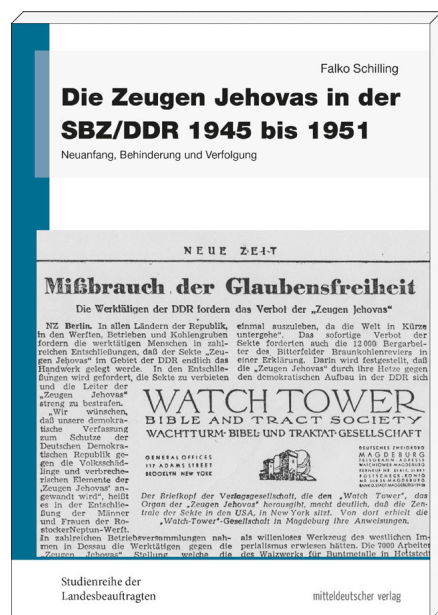 Falko Schilling
Die Zeugen Jehovas in der
SBZ/DDR 1945 bis 1951
Neuanfang, Behinderung und Verfolgung
NEUE ZEIT
Mißbrauch der Glaubensfreiheit
Die Werktätigen der DDR fordern das Verbot der „Zeugen Jehovas"
NZ Berlin. In allen Ländern der Republik,
in den Werften, Betrieben und Kohlengruben
fordern die werktätigen Menschen in zahl-
reichen Entschließungen, daß der Sekte „Zeu-
gen Jehovas" im Gebiet der DDR endlich das
Handwerk gelegt werde. In den Entschlie-
ßungen wird gefordert, die Sekte zu verbieten
und die Leiter der
„Zeugen Jehovas"
streng zu bestrafen.
„Wir wünschen,
daß unsere demokra-
tische Verfassung
zum Schutze der
Deutschen Demokra-
tischen Republik ge-
gen die Volksschäd-
linge und verbreche-
rischen Elemente der
‚Zeugen Jehovas' an-
gewandt wird", heißt
es in der Entschlie-
ßung der Männer
und Frauen der Ro-
stocker Neptun-Werft.
In zahlreichen Betriebsversammlungen nah-
men in Dessau die Werktätigen gegen die
„Zeugen Jehovas" Stellung, welche die
einmal auszuleben, da die Welt in Kürze
untergehe". Das sofortige Verbot der
Sekte forderten auch die 12000 Bergarbei-
ter des Bitterfelder Braunkohlenreviers in
einer Erklärung. Darin wird festgestellt, daß
die „Zeugen Jehovas" durch ihre Hetze gegen
den demokratischen Aufbau in der DDR sich
WATCH TOWER
BIBLE AND TRACT SOCIETY
WACHTTURM-BIBEL-UND TRAKTAT-GESELLSCHAFT
GENERAL OFFICES
117 ADAMS STREET
BROOKLYN NEW YORK
DEUTSCHES ZWEIGBÜRO
MAGDEBURG
TELEGRAMM-ADRESSE
WACHTTOWER MAGDEBURG
Der Briefkopf der Verlagsgesellschaft, die den „Watch Tower", das
Organ der „Zeugen Jehovas" herausgibt, macht deutlich, daß die Zen-
trale der Sekte in den USA, in New York sitzt. Von dort erhielt die
„Watch-Tower"-Gesellschaft in Magdeburg ihre Anweisungen.
als willenloses Werkzeug des westlichen Im-
perialismus erwiesen hätten. Die 7000 Arbeiter
des Walzwerks für Buntmetalle in Hettstedt
Studienreihe der
Landesbeauftragten
mitteldeutscher verlag